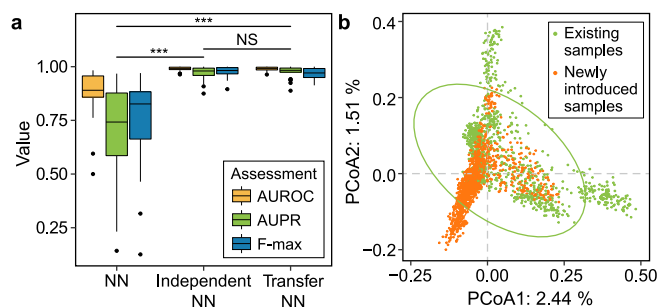 a
***
***
NS
1.00
0.75
0.50
0.25
Value
Assessment
AUROC
AUPR
F-max
NN
Independent
NN
Transfer
NN
b
Existing
samples
Newly
introduced
samples
0.4
0.2
0.0
−0.2
PCoA2: 1.51 %
−0.25
0.00
0.25
0.50
PCoA1: 2.44 %